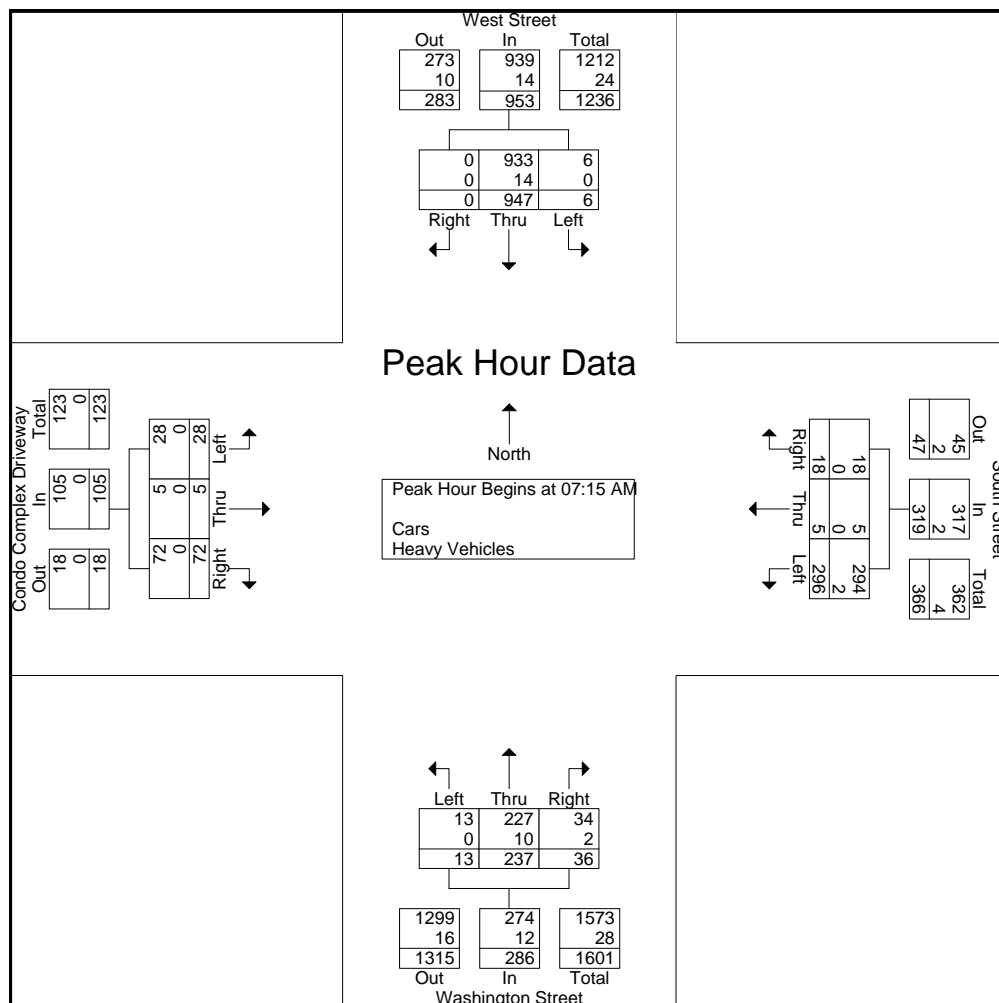 West Street
Out In Total
273 939 1212
10 14 24
283 953 1236
0 933 6
0 14 0
0 947 6
Right Thru Left
Peak Hour Data
North
Peak Hour Begins at 07:15 AM
Cars
Heavy Vehicles
Condo Complex Driveway
Total In Out
123 105 18
0 0 0
123 105 18
28 5 72
0 0 0
28 5 72
Left Thru Right
South Street
Out In Total
45 317 362
2 2 4
47 319 366
18 5 294
0 0 2
18 5 296
Right Thru Left
Left Thru Right
13 227 34
0 10 2
13 237 36
1299 274 1573
16 12 28
1315 286 1601
Out In Total
Washington Street